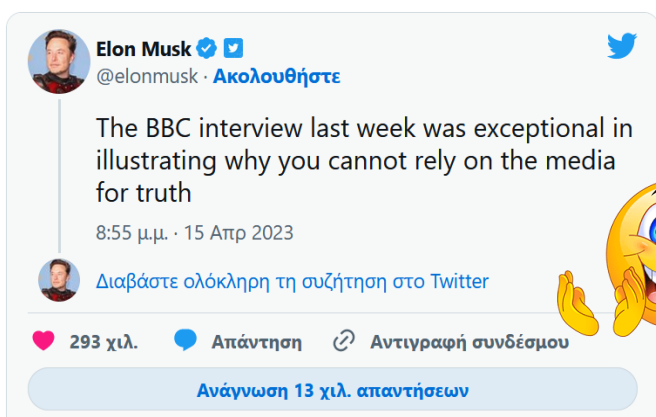 Elon Musk
@elonmusk · Ακολουθήστε
The BBC interview last week was exceptional in
illustrating why you cannot rely on the media
for truth
8:55 μ.μ. · 15 Απρ 2023
Διαβάστε ολόκληρη τη συζήτηση στο Twitter
293 χιλ. Απάντηση Αντιγραφή συνδέσμου
Ανάγνωση 13 χιλ. απαντήσεων